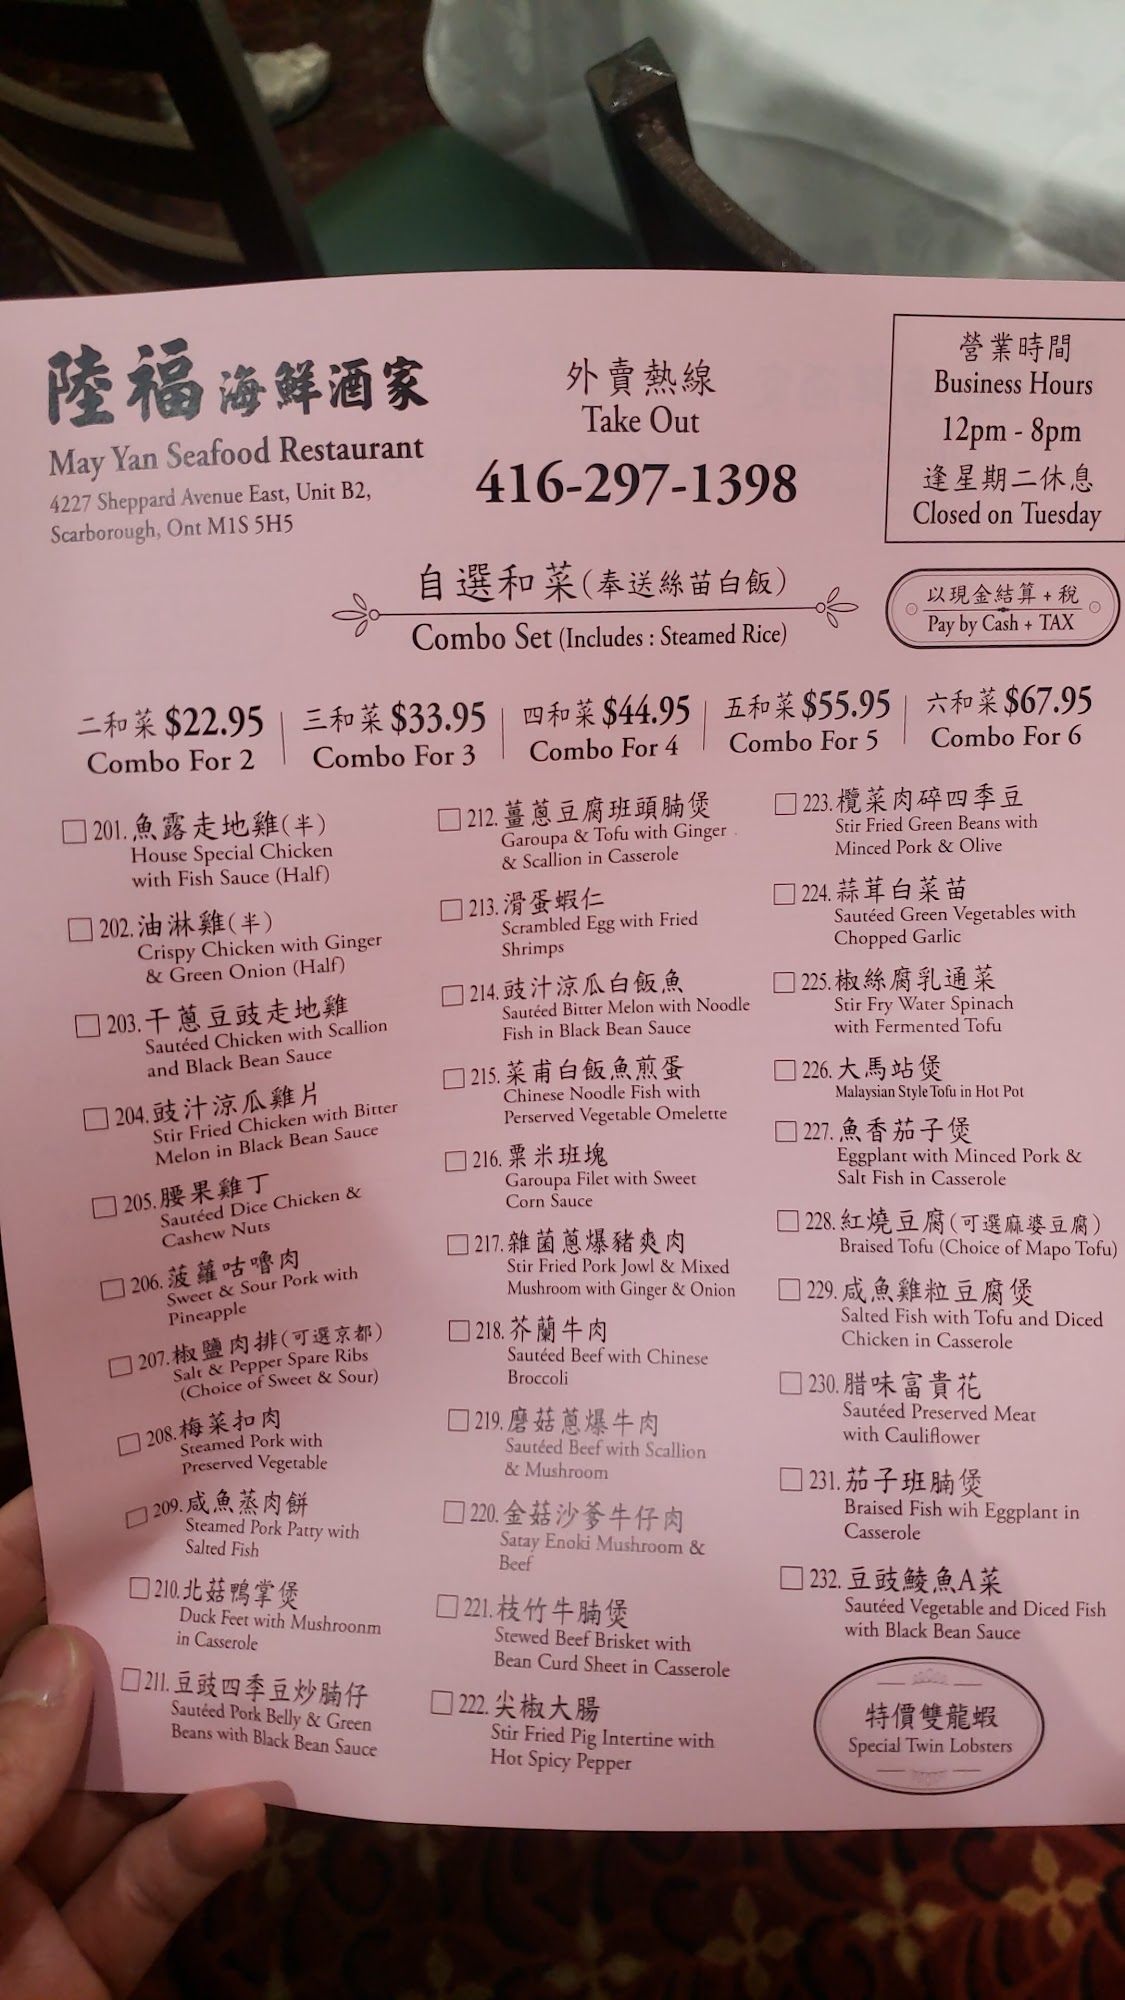 陸福海鮮酒家
May Yan Seafood Restaurant
4227 Sheppard Avenue East, Unit B2,
Scarborough, Ont M1S 5H5
外賣熱線
Take Out
416-297-1398
營業時間
Business Hours
12pm - 8pm
逢星期二休息
Closed on Tuesday
自選和菜(奉送絲苗白飯)
Combo Set (Includes : Steamed Rice)
以現金結算+稅
Pay by Cash + TAX
二和菜 $22.95
Combo For 2
三和菜 $33.95
Combo For 3
四和菜 $44.95
Combo For 4
五和菜 $55.95
Combo For 5
六和菜 $67.95
Combo For 6
201. 魚露走地雞(半)
House Special Chicken
with Fish Sauce (Half)
202. 油淋雞(半)
Crispy Chicken with Ginger
& Green Onion (Half)
203. 干蔥豆豉走地雞
Sautéed Chicken with Scallion
and Black Bean Sauce
204. 豉汁涼瓜雞片
Stir Fried Chicken with Bitter
Melon in Black Bean Sauce
205. 腰果雞丁
Sautéed Dice Chicken &
Cashew Nuts
206. 菠蘿咕嚕肉
Sweet & Sour Pork with
Pineapple
207. 椒鹽肉排(可選京都)
Salt & Pepper Spare Ribs
(Choice of Sweet & Sour)
208. 梅菜扣肉
Steamed Pork with
Preserved Vegetable
209. 咸魚蒸肉餅
Steamed Pork Patty with
Salted Fish
210. 北菇鴨掌煲
Duck Feet with Mushroonm
in Casserole
211. 豆豉四季豆炒腩仔
Sautéed Pork Belly & Green
Beans with Black Bean Sauce
212. 薑蔥豆腐班頭腩煲
Garoupa & Tofu with Ginger
& Scallion in Casserole
213. 滑蛋蝦仁
Scrambled Egg with Fried
Shrimps
214. 豉汁涼瓜白飯魚
Sautéed Bitter Melon with Noodle
Fish in Black Bean Sauce
215. 菜甫白飯魚煎蛋
Chinese Noodle Fish with
Perserved Vegetable Omelette
216. 粟米班塊
Garoupa Filet with Sweet
Corn Sauce
217. 雜菌蔥爆豬爽肉
Stir Fried Pork Jowl & Mixed
Mushroom with Ginger & Onion
218. 芥蘭牛肉
Sautéed Beef with Chinese
Broccoli
219. 磨菇蔥爆牛肉
Sautéed Beef with Scallion
& Mushroom
220. 金菇沙爹牛仔肉
Satay Enoki Mushroom &
Beef
221. 枝竹牛腩煲
Stewed Beef Brisket with
Bean Curd Sheet in Casserole
222. 尖椒大腸
Stir Fried Pig Intertine with
Hot Spicy Pepper
223. 欖菜肉碎四季豆
Stir Fried Green Beans with
Minced Pork & Olive
224. 蒜茸白菜苗
Sautéed Green Vegetables with
Chopped Garlic
225. 椒絲腐乳通菜
Stir Fry Water Spinach
with Fermented Tofu
226. 大馬站煲
Malaysian Style Tofu in Hot Pot
227. 魚香茄子煲
Eggplant with Minced Pork &
Salt Fish in Casserole
228. 紅燒豆腐(可選麻婆豆腐)
Braised Tofu (Choice of Mapo Tofu)
229. 咸魚雞粒豆腐煲
Salted Fish with Tofu and Diced
Chicken in Casserole
230. 腊味富貴花
Sautéed Preserved Meat
with Cauliflower
231. 茄子班腩煲
Braised Fish wih Eggplant in
Casserole
232. 豆豉鯪魚A菜
Sautéed Vegetable and Diced Fish
with Black Bean Sauce
特價雙龍蝦
Special Twin Lobsters